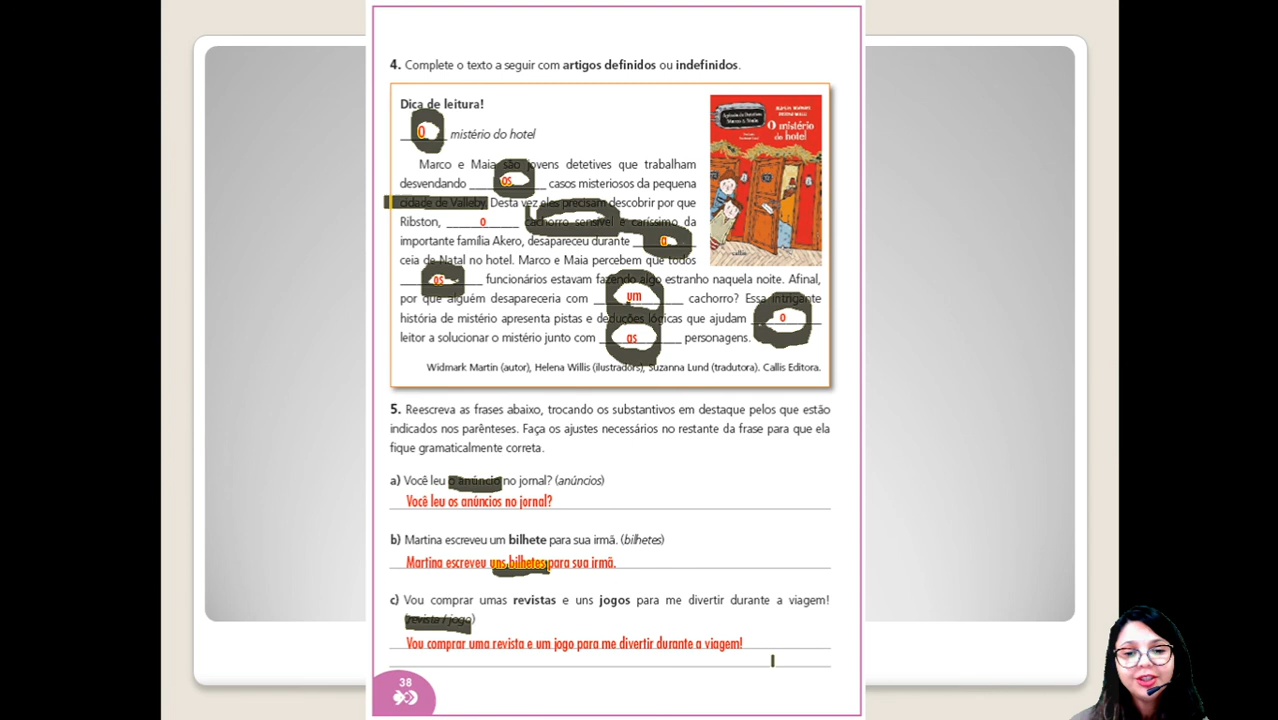 4. Complete o texto a seguir com artigos definidos ou indefinidos.
Dica de leitura!
O mistério do hotel
Marco e Maia são jovens detetives que trabalham
desvendando os casos misteriosos da pequena
cidade de Valleby. Desta vez eles precisam descobrir por que
Ribston, o cachorro sensível e caríssimo da
importante família Akero, desapareceu durante a
ceia de Natal no hotel. Marco e Maia percebem que todos
os funcionários estavam fazendo algo estranho naquela noite. Afinal,
por que alguém desapareceria com um cachorro? Essa intrigante
história de mistério apresenta pistas e deduções lógicas que ajudam o
leitor a solucionar o mistério junto com as personagens.
Widmark Martin (autor), Helena Willis (ilustradors), Suzanna Lund (tradutora). Callis Editora.
O mistério
do hotel
callis
5. Reescreva as frases abaixo, trocando os substantivos em destaque pelos que estão
indicados nos parênteses. Faça os ajustes necessários no restante da frase para que ela
fique gramaticalmente correta.
a) Você leu o anúncio no jornal? (anúncios)
Você leu os anúncios no jornal?
b) Martina escreveu um bilhete para sua irmã. (bilhetes)
Martina escreveu uns bilhetes para sua irmã.
c) Vou comprar umas revistas e uns jogos para me divertir durante a viagem!
(revista / jogo)
Vou comprar uma revista e um jogo para me divertir durante a viagem!
38